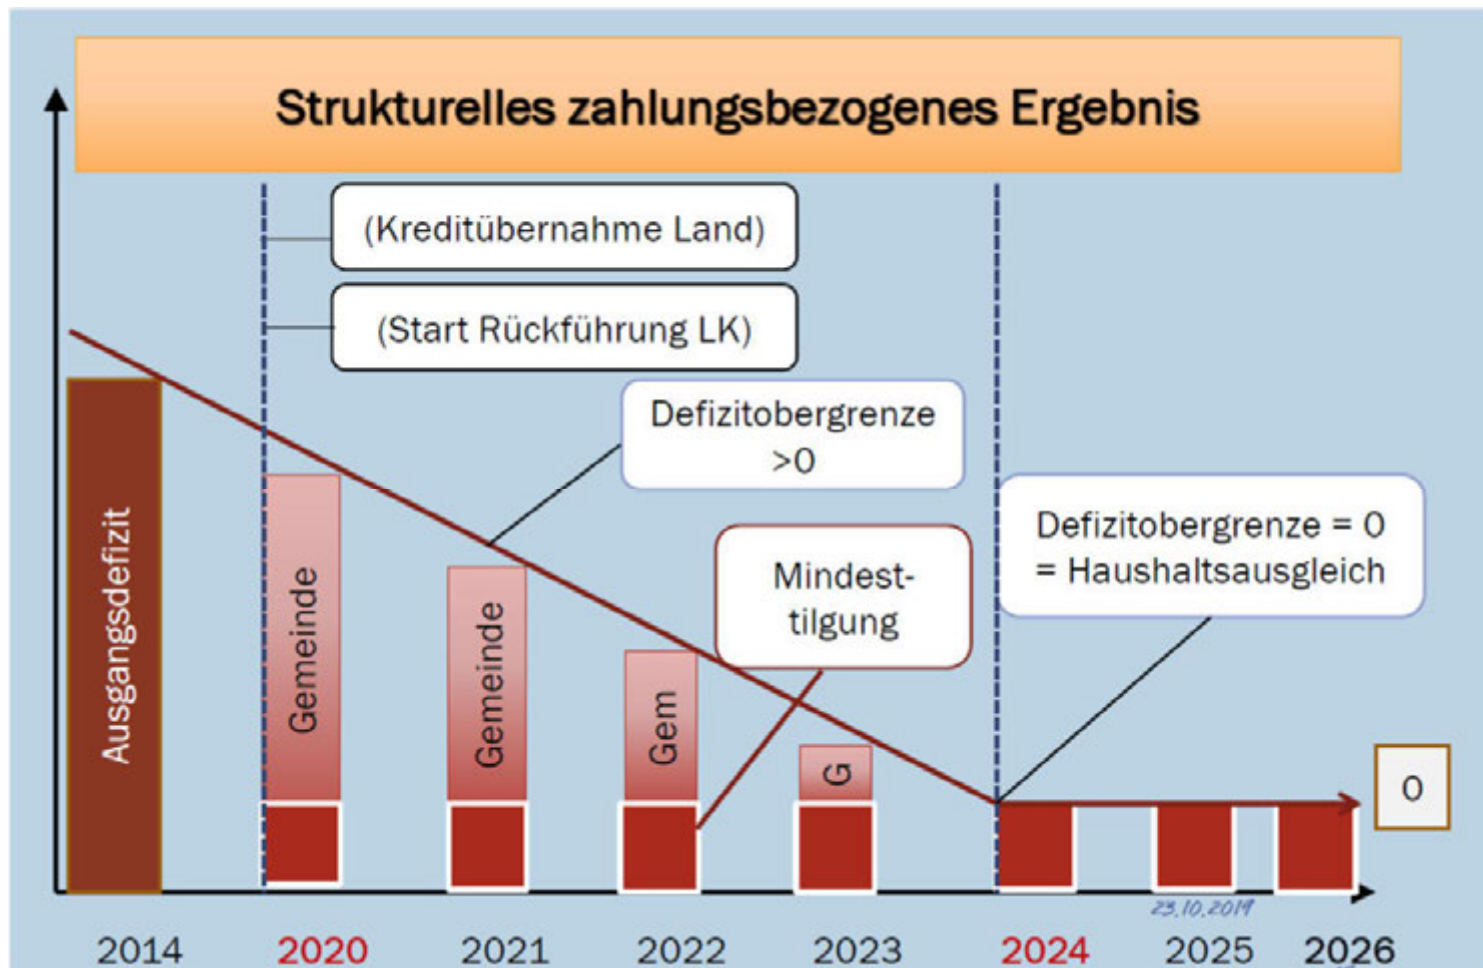 Strukturelles zahlungsbezogenes Ergebnis
(Kreditübernahme Land)
(Start Rückführung LK)
Defizitobergrenze
>0
Mindest-
tilgung
Defizitobergrenze = 0
= Haushaltsausgleich
Ausgangsdefizit
Gemeinde
Gemeinde
Gem
G
0
23.10.2019
2014 2020 2021 2022 2023 2024 2025 2026